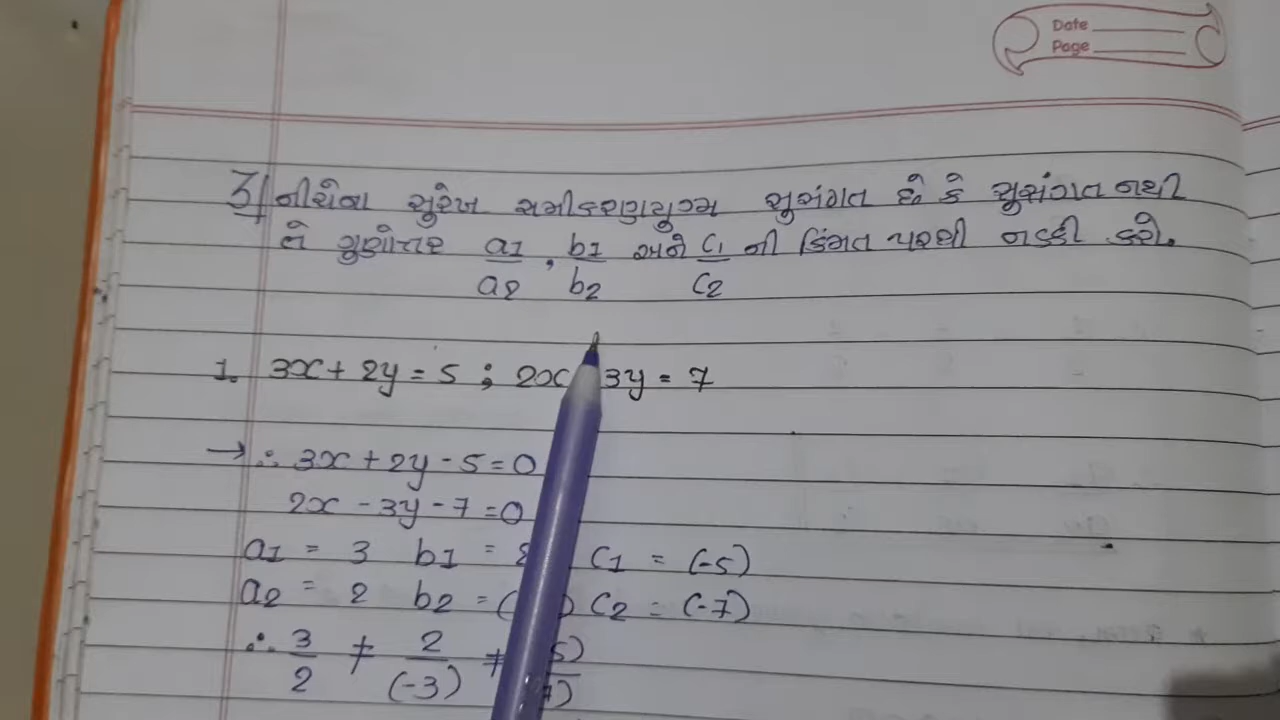 Date
Page
3| નીચેના સુરેખ સમીકરણયુગ્મ સુસંગત છે કે સુસંગત નથી
તે ગુણોત્તર a1/a2 , b1/b2 અને c1/c2 ની કિંમત પરથી નક્કી કરો.
1. 3x + 2y = 5 ; 2x 3y = 7
→ ∴ 3x + 2y - 5 = 0
2x - 3y - 7 = 0
a1 = 3 b1 = c1 = (-5)
a2 = 2 b2 = ( ) c2 = (-7)
∴ 3/2 ≠ 2/(-3) ≠ 5)/7)